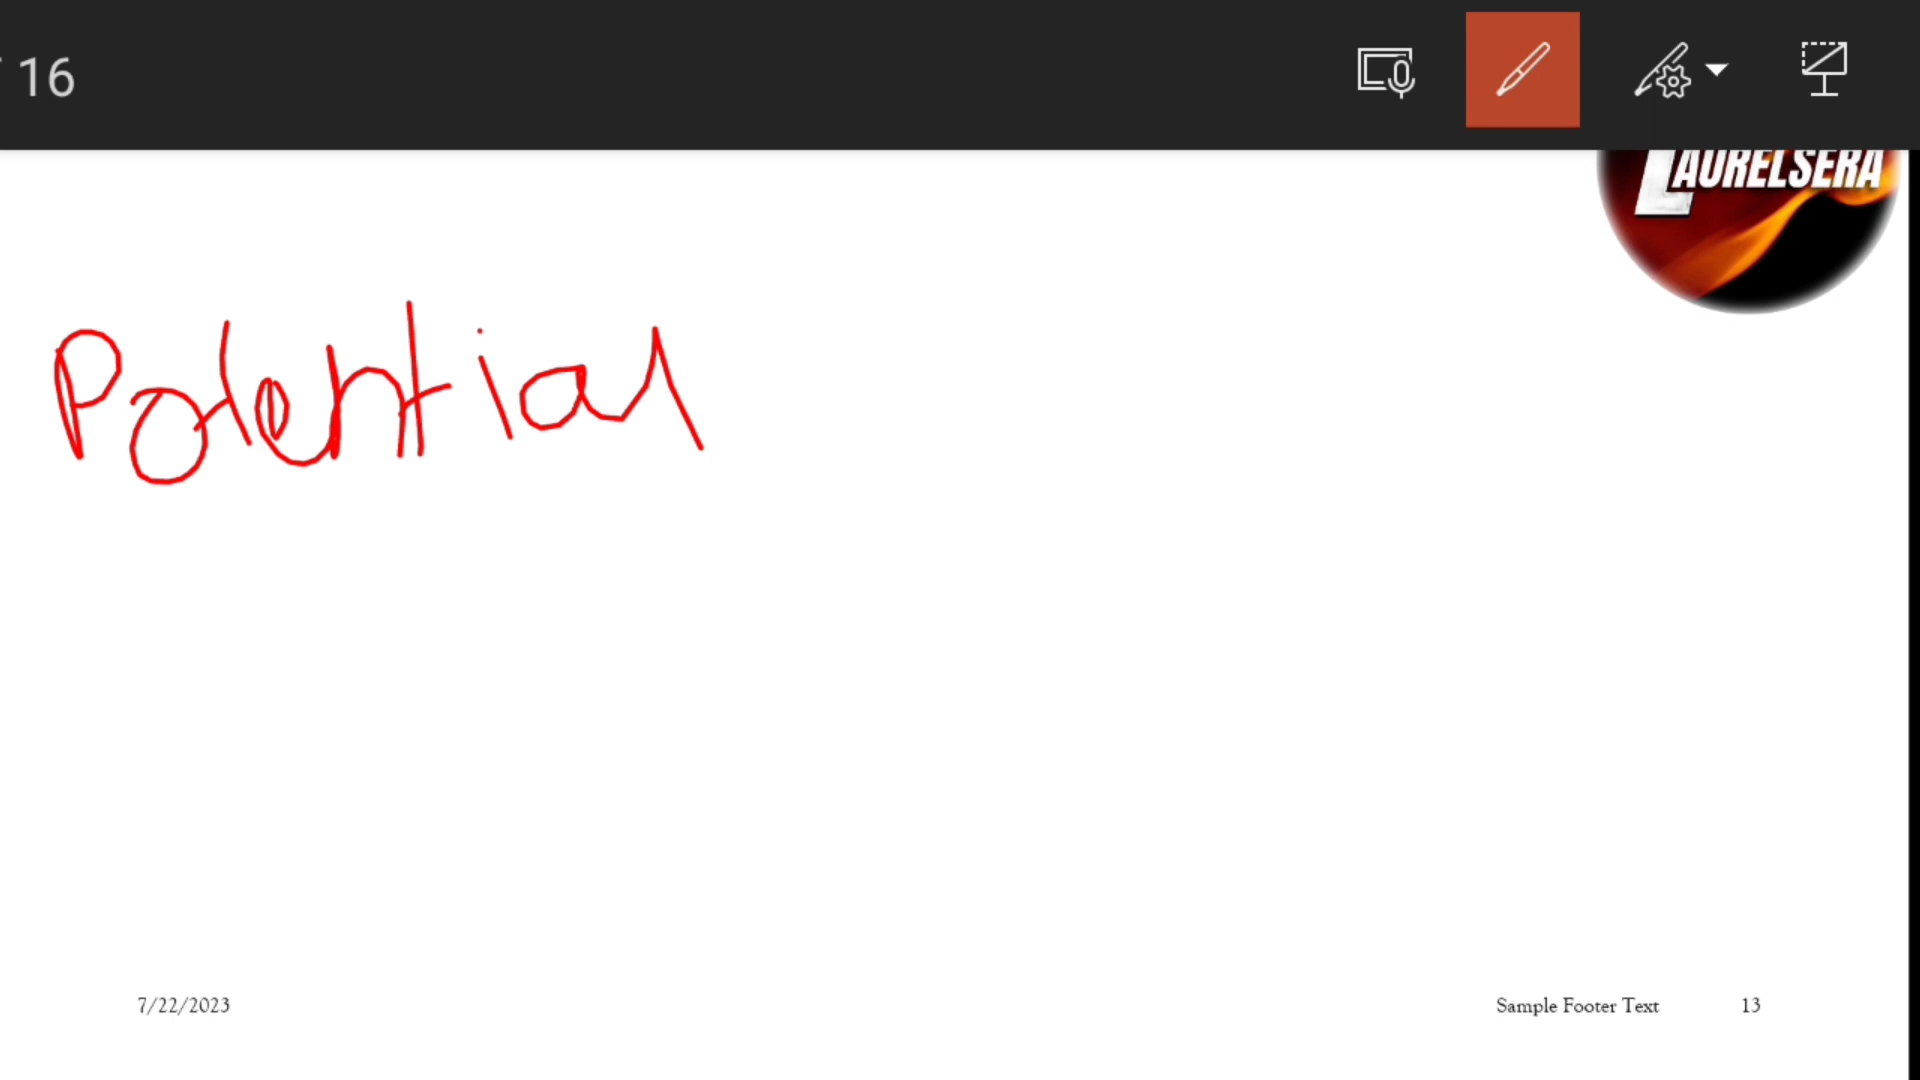 16
LAURELSERA
Potential
7/22/2023 Sample Footer Text 13